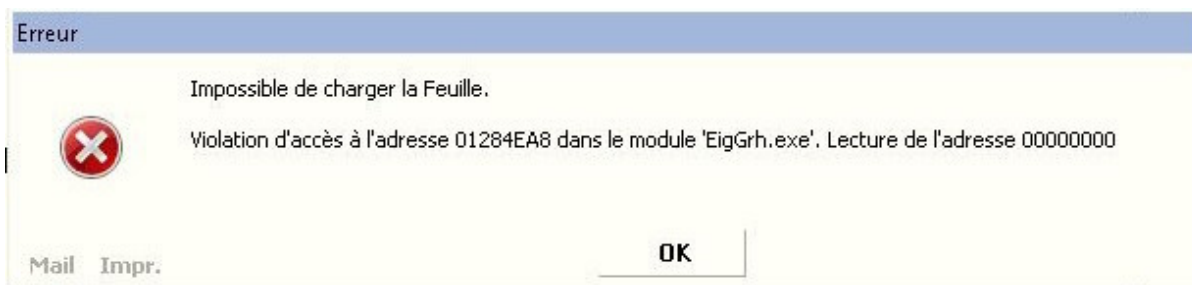 Erreur
Impossible de charger la Feuille.
Violation d'accès à l'adresse 01284EA8 dans le module 'EigGrh.exe'. Lecture de l'adresse 00000000
OK
Mail Impr.